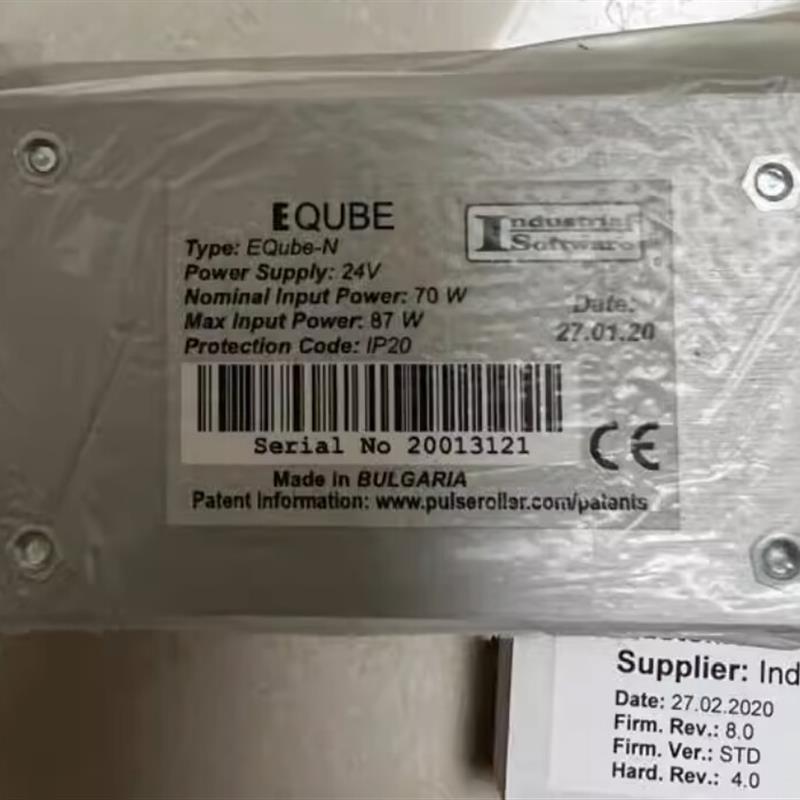 EQUBE
Industrial
Software
Type: EQube-N
Power Supply: 24V
Nominal Input Power: 70 W
Max Input Power: 87 W
Protection Code: IP20
Date:
27.01.20
Serial No 20013121
CE
Made in BULGARIA
Patent Information: www.pulseroller.com/patents
Supplier: Ind
Date: 27.02.2020
Firm. Rev.: 8.0
Firm. Ver.: STD
Hard. Rev.: 4.0